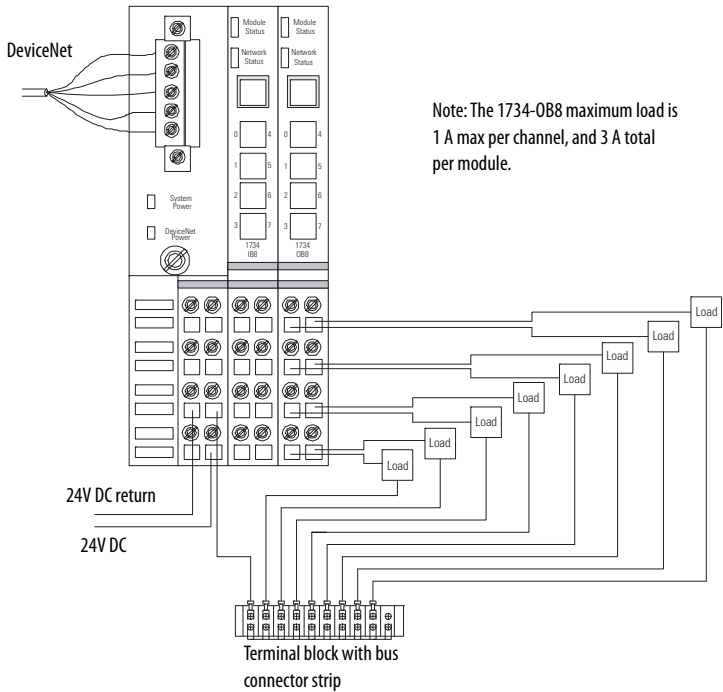 DeviceNet
Module
Status
Module
Status
Network
Status
Network
Status
Note: The 1734-OB8 maximum load is
1 A max per channel, and 3 A total
per module.
0 4 0 4
1 5 1 5
2 6 2 6
3 7 3 7
System
Power
DeviceNet
Power
1734
IB8
1734
OB8
Load
Load
Load
Load
Load
Load
Load
Load
24V DC return
24V DC
Terminal block with bus
connector strip